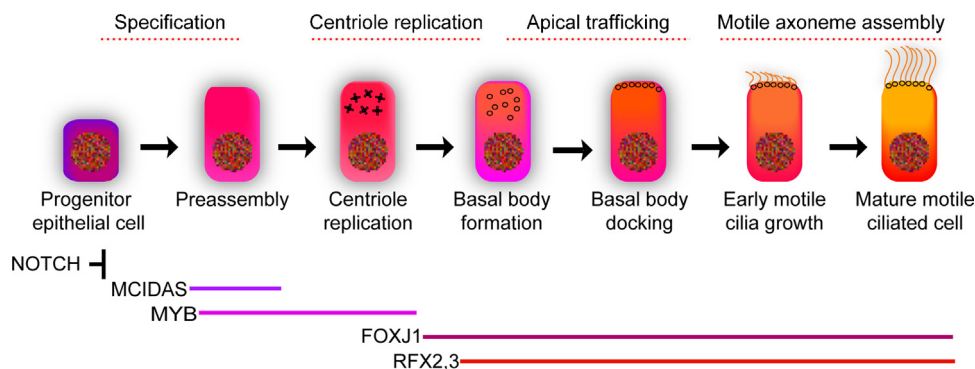 Specification
Centriole replication
Apical trafficking
Motile axoneme assembly
Progenitor
epithelial cell
Preassembly
Centriole
replication
Basal body
formation
Basal body
docking
Early motile
cilia growth
Mature motile
ciliated cell
NOTCH
MCIDAS
MYB
FOXJ1
RFX2,3